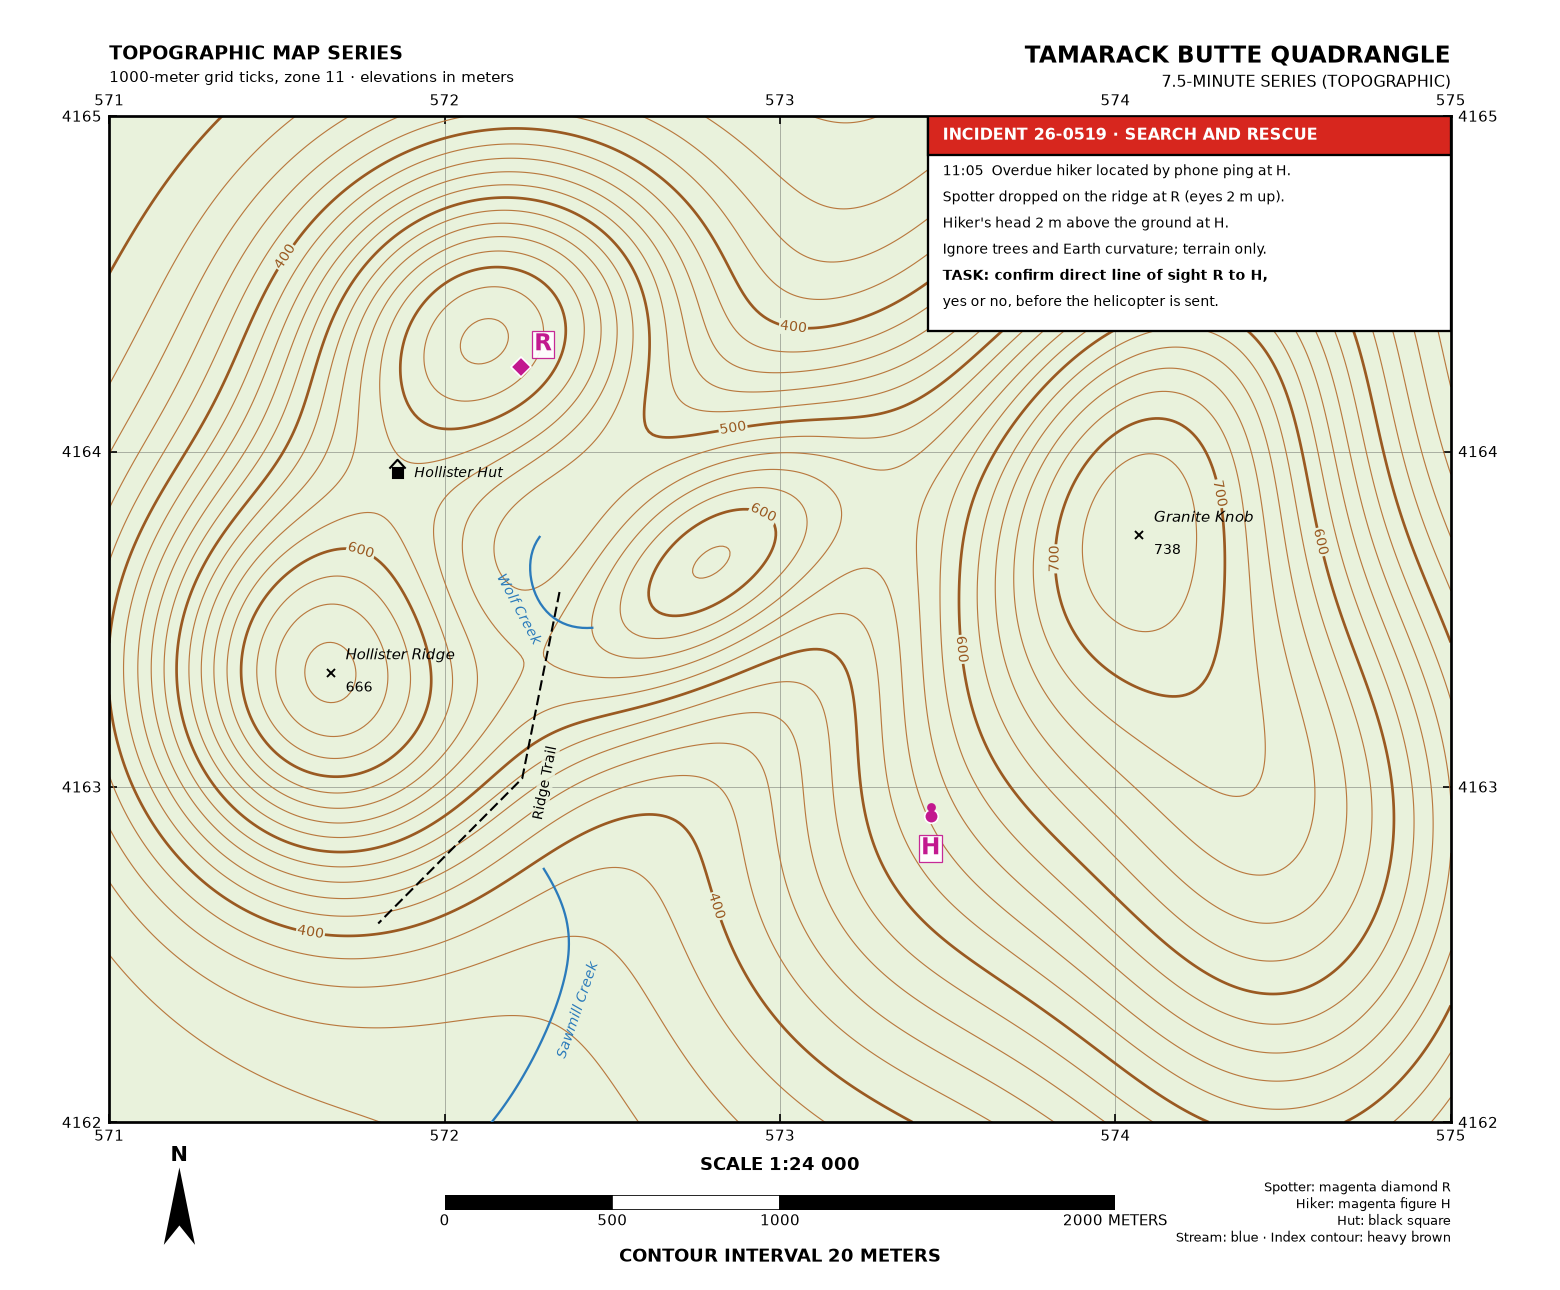 TOPOGRAPHIC MAP SERIES
1000-meter grid ticks, zone 11 · elevations in meters
TAMARACK BUTTE QUADRANGLE
7.5-MINUTE SERIES (TOPOGRAPHIC)
571 572 573 574 575
4165 4165
INCIDENT 26-0519 · SEARCH AND RESCUE
11:05 Overdue hiker located by phone ping at H.
Spotter dropped on the ridge at R (eyes 2 m up).
Hiker's head 2 m above the ground at H.
Ignore trees and Earth curvature; terrain only.
TASK: confirm direct line of sight R to H,
yes or no, before the helicopter is sent.
400
400
R
500
4164 4164
Hollister Hut
700
600
Granite Knob
738
600
600
700
Wolf Creek
600
Hollister Ridge
666
Ridge Trail
4163 4163
H
400
400
Sawmill Creek
4162 4162
571 572 573 574 575
N
SCALE 1:24 000
0 500 1000 2000 METERS
CONTOUR INTERVAL 20 METERS
Spotter: magenta diamond R
Hiker: magenta figure H
Hut: black square
Stream: blue · Index contour: heavy brown